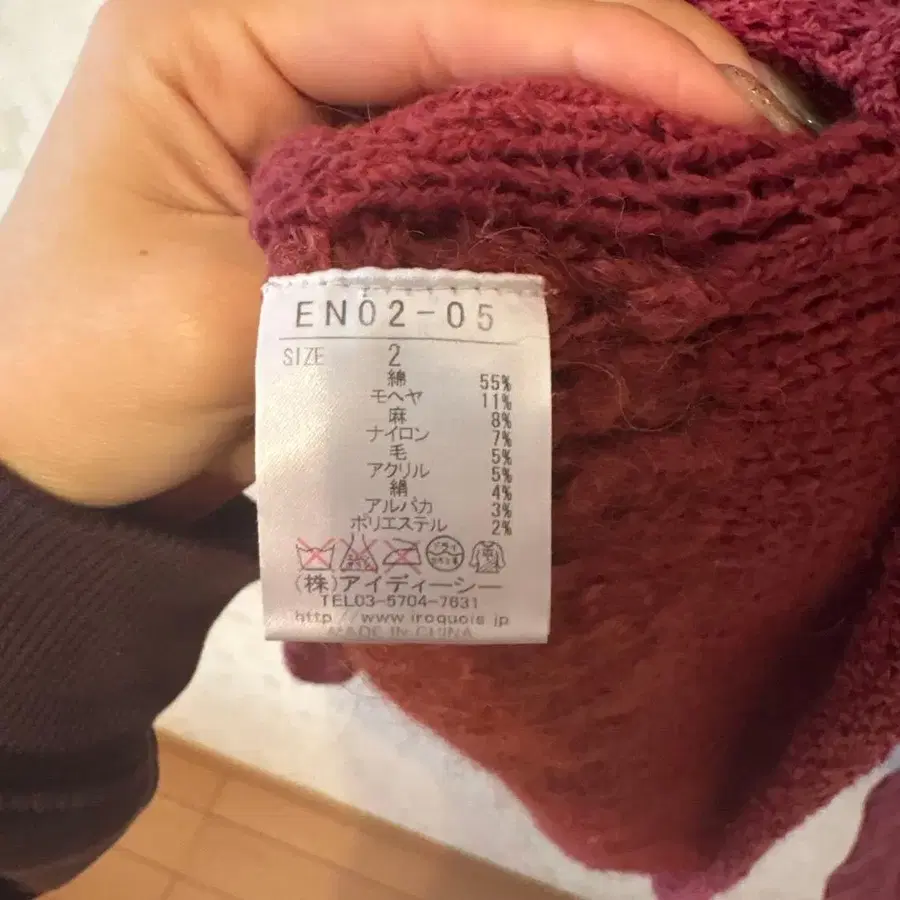 EN02-05
SIZE 2
綿 55%
モヘヤ 11%
麻 8%
ナイロン 7%
毛 5%
アクリル 5%
絹 4%
アルパカ 3%
ポリエステル 2%
(株)アイディーシー
TEL03-5704-7631
http://www.iroquois.jp
MADE IN CHINA